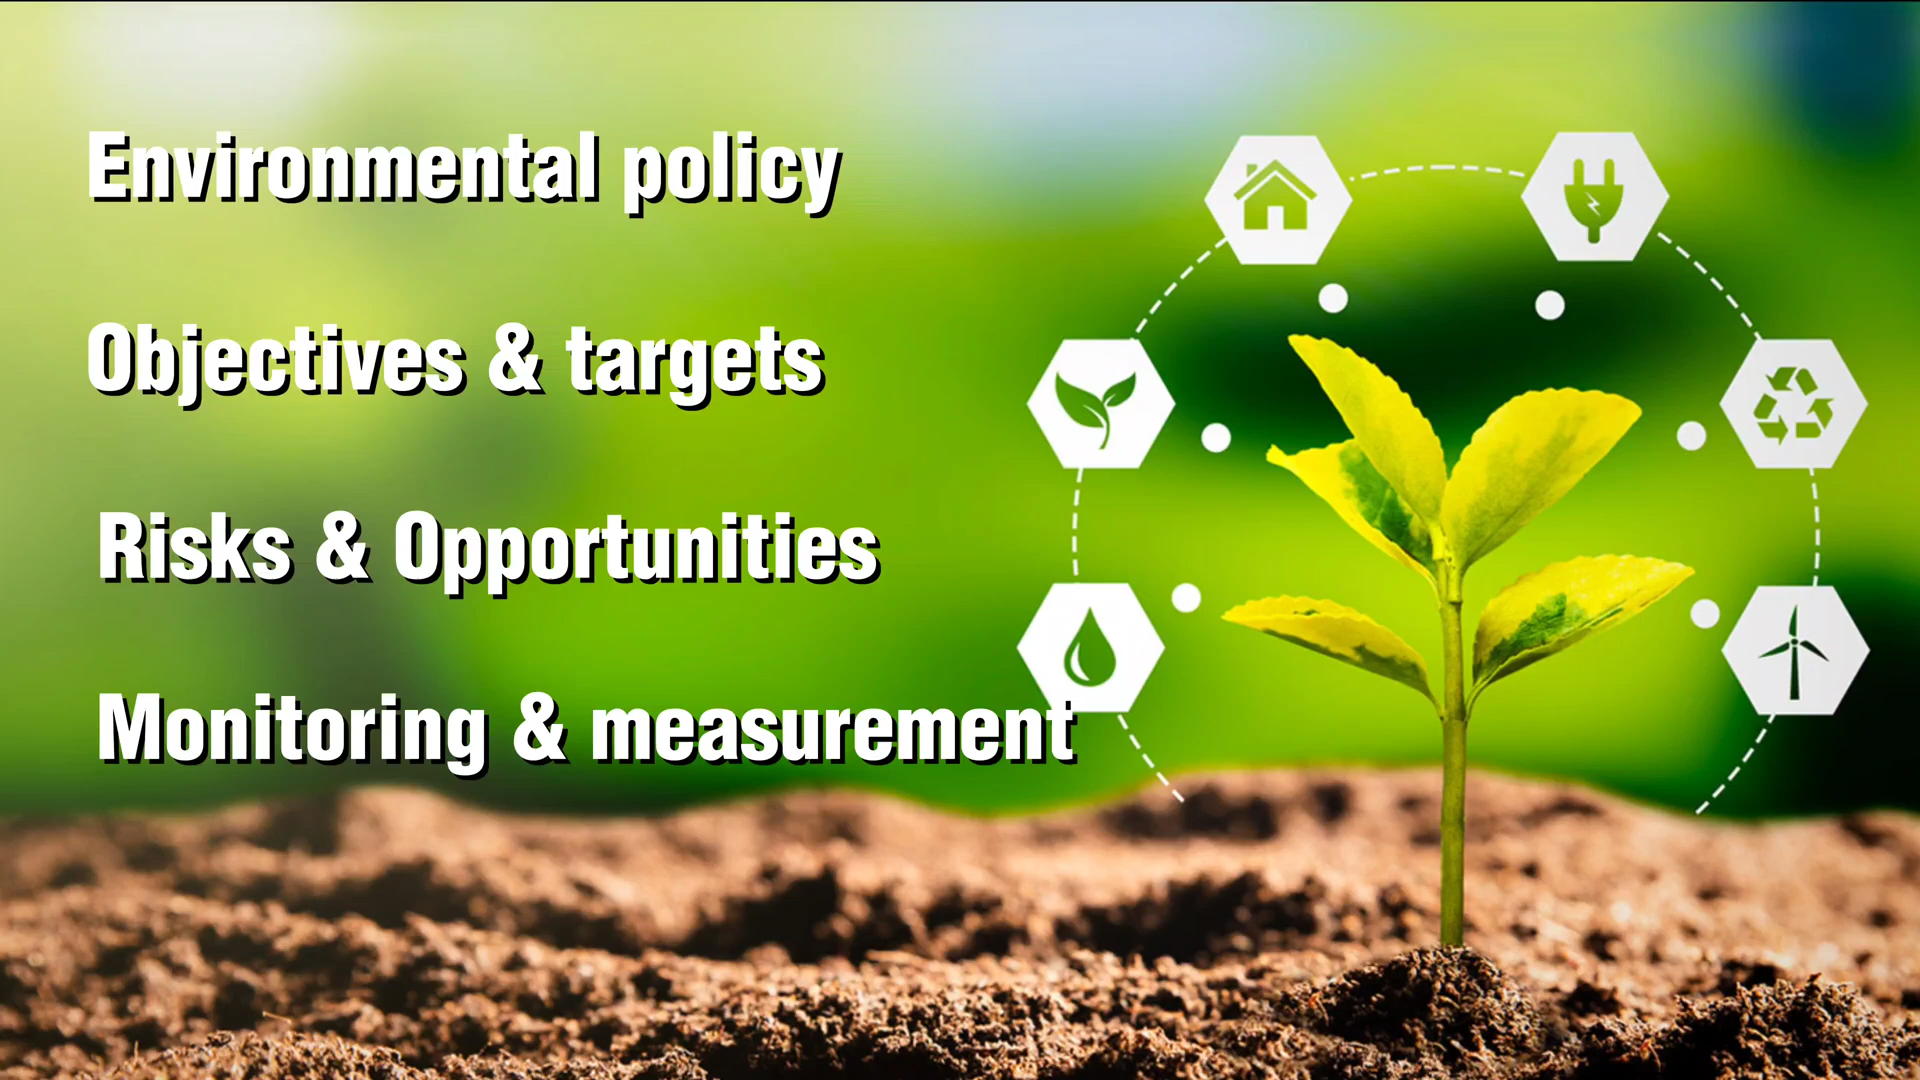 Environmental policy
Objectives & targets
Risks & Opportunities
Monitoring & measurement